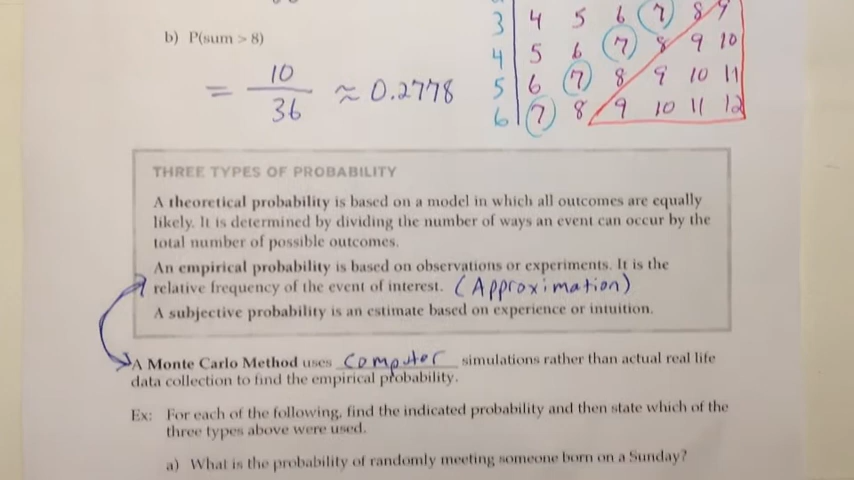 3 4 5 6 7 8 9
b) P(sum > 8)
4 5 6 7 8 9 10
= 10/36 ≈ 0.2778
5 6 7 8 9 10 11
6 7 8 9 10 11 12
THREE TYPES OF PROBABILITY
A theoretical probability is based on a model in which all outcomes are equally
likely. It is determined by dividing the number of ways an event can occur by the
total number of possible outcomes.
An empirical probability is based on observations or experiments. It is the
relative frequency of the event of interest. (Approximation)
A subjective probability is an estimate based on experience or intuition.
A Monte Carlo Method uses computer simulations rather than actual real life
data collection to find the empirical probability.
Ex: For each of the following, find the indicated probability and then state which of the
three types above were used.
a) What is the probability of randomly meeting someone born on a Sunday?